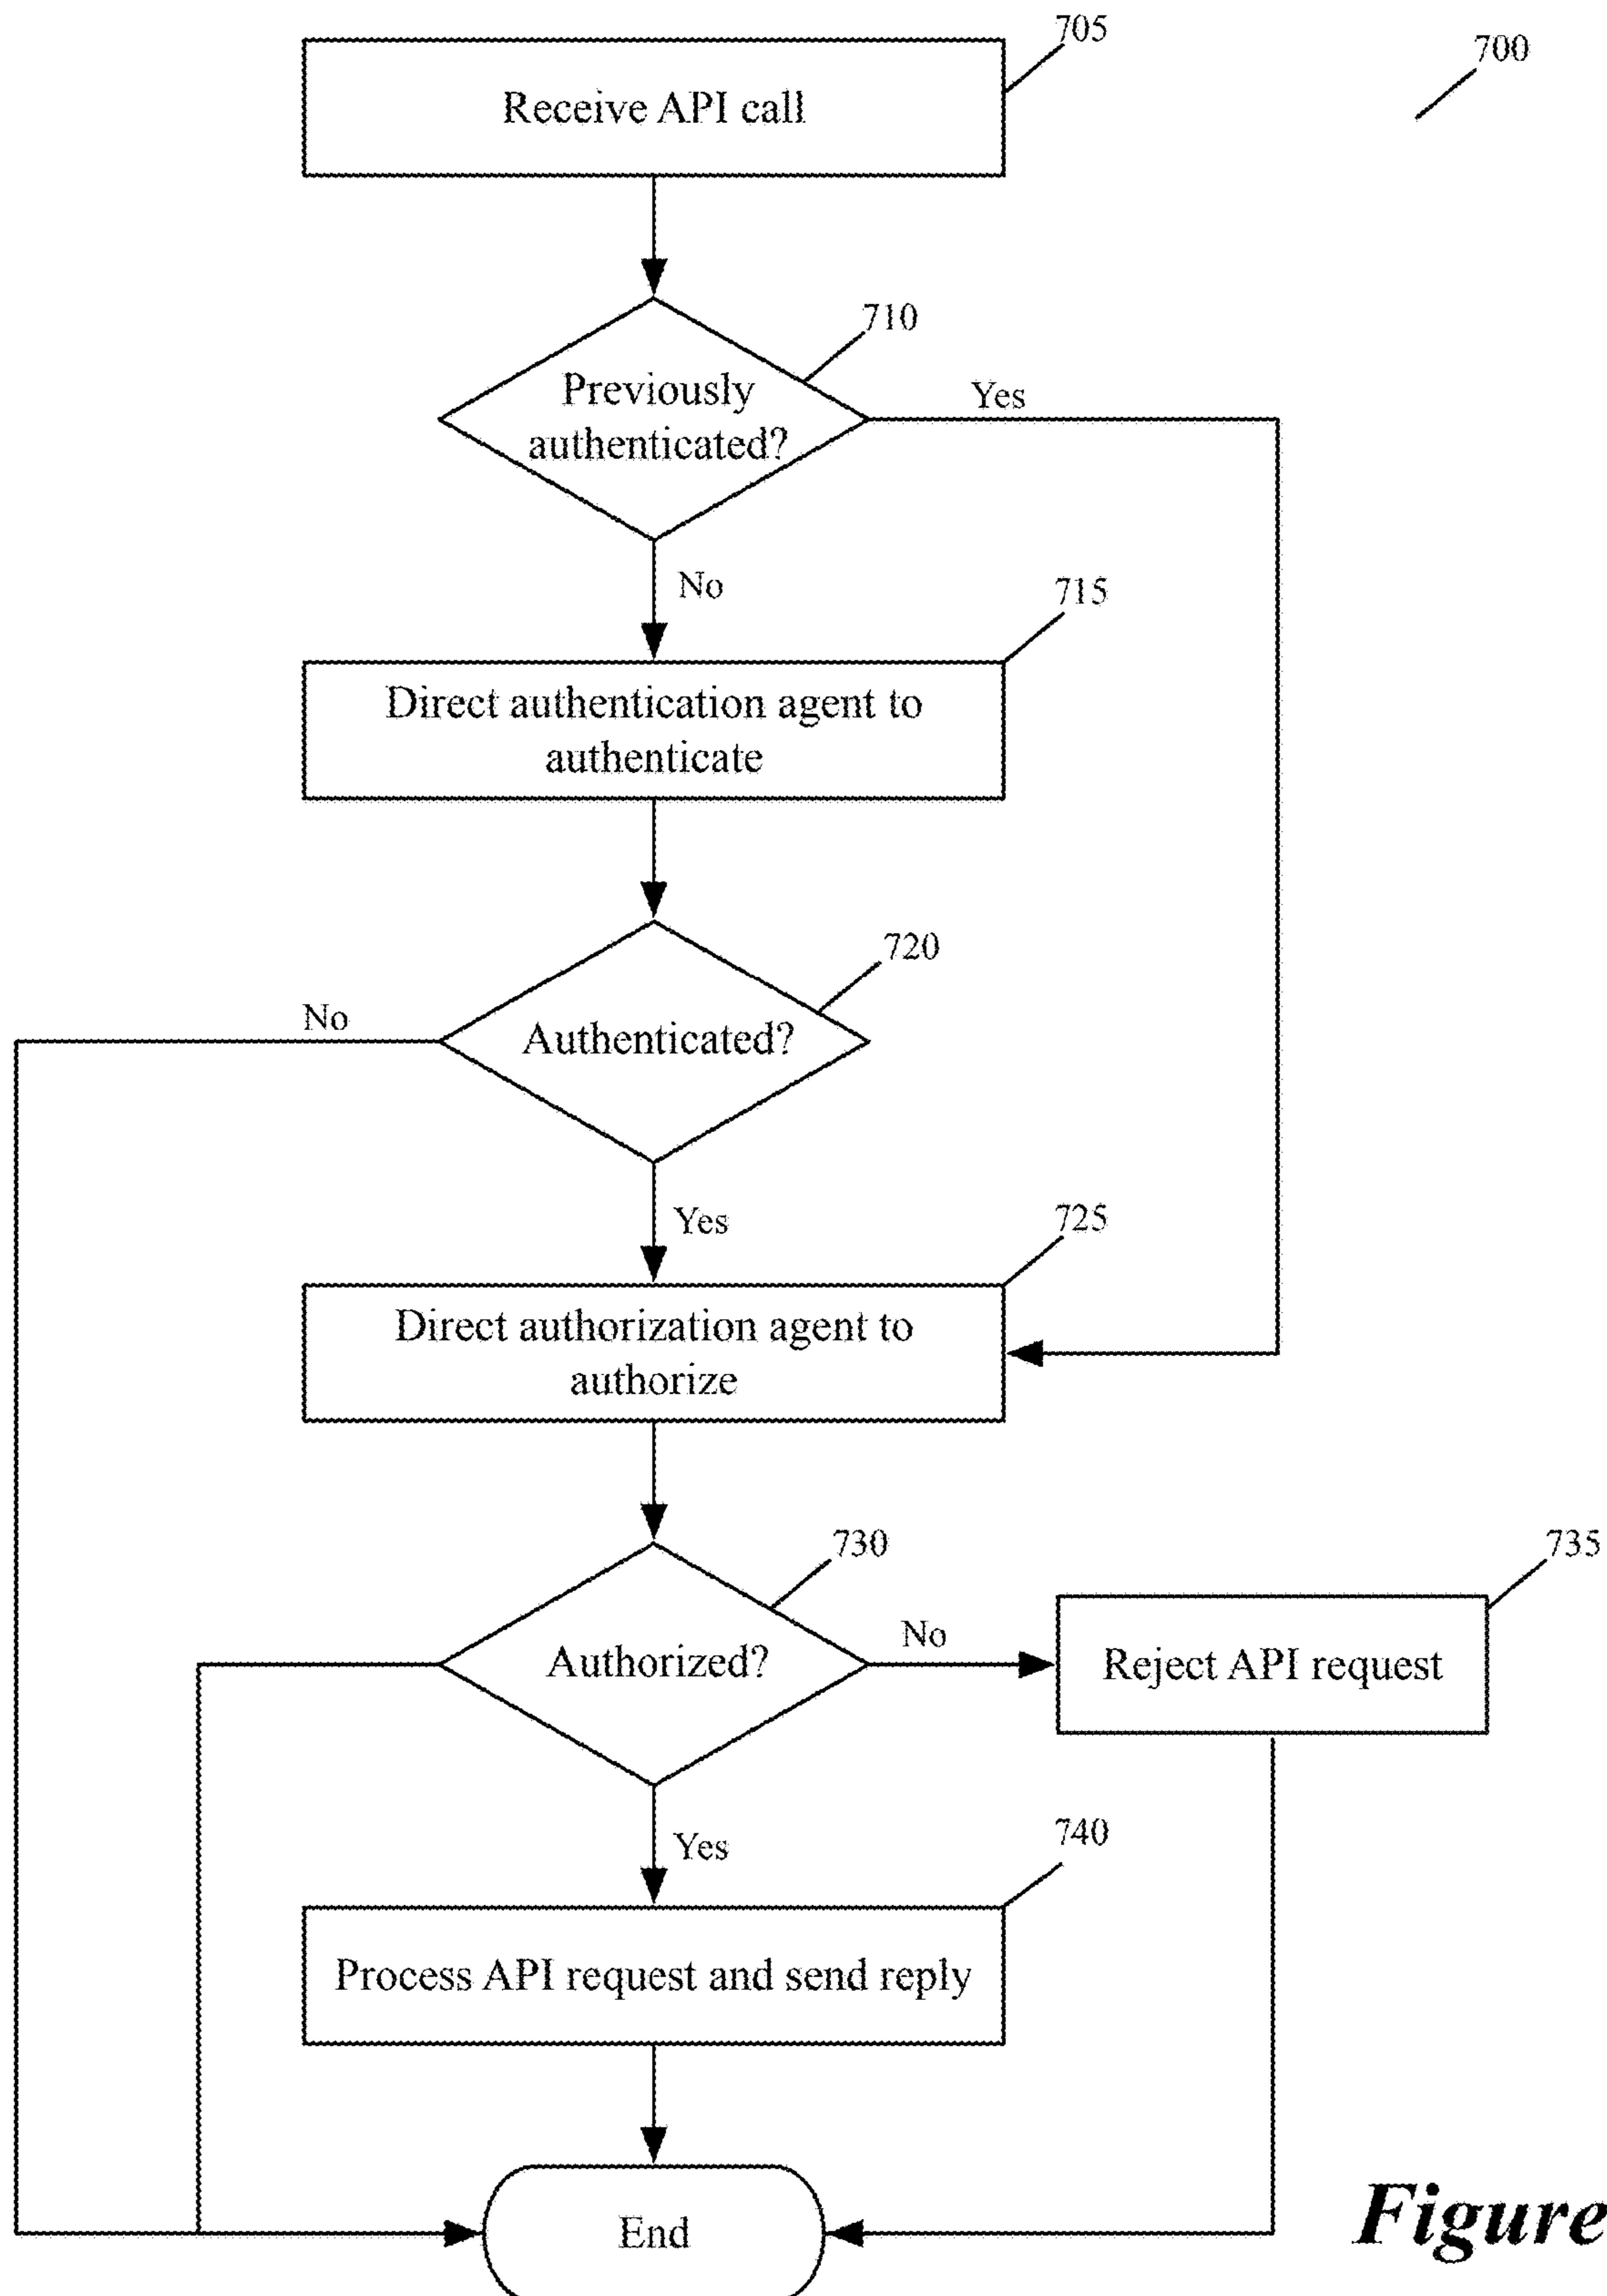 705
700
Receive API call
710
Previously
authenticated?
Yes
No
715
Direct authentication agent to
authenticate
720
No
Authenticated?
Yes
725
Direct authorization agent to
authorize
730
735
Authorized?
No
Reject API request
Yes
740
Process API request and send reply
End
Figure